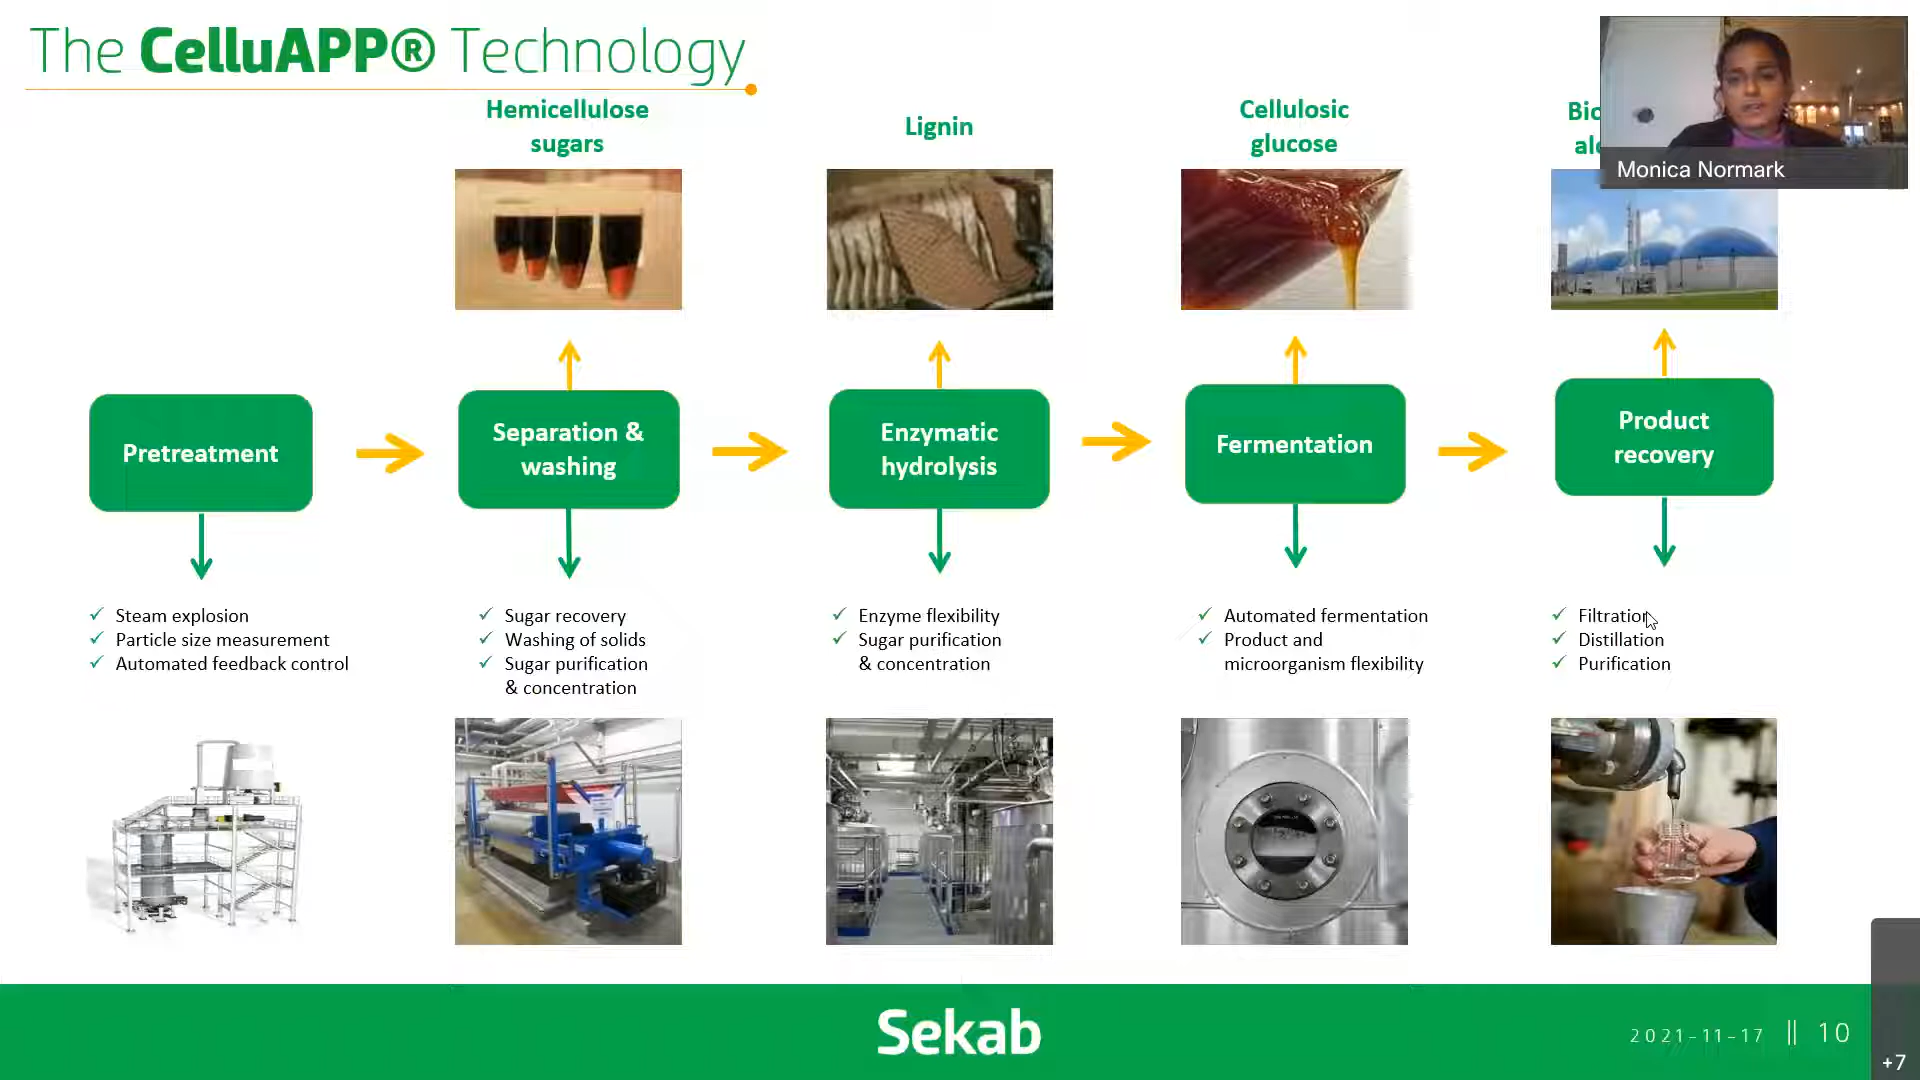 The CelluAPP® Technology
Hemicellulose
sugars
Lignin
Cellulosic
glucose
Monica Normark
Pretreatment
Separation &
washing
Enzymatic
hydrolysis
Fermentation
Product
recovery
✓ Steam explosion
✓ Particle size measurement
✓ Automated feedback control
✓ Sugar recovery
✓ Washing of solids
✓ Sugar purification
& concentration
✓ Enzyme flexibility
✓ Sugar purification
& concentration
✓ Automated fermentation
✓ Product and
microorganism flexibility
✓ Filtration
✓ Distillation
✓ Purification
Sekab
2021-11-17 || 10
+7